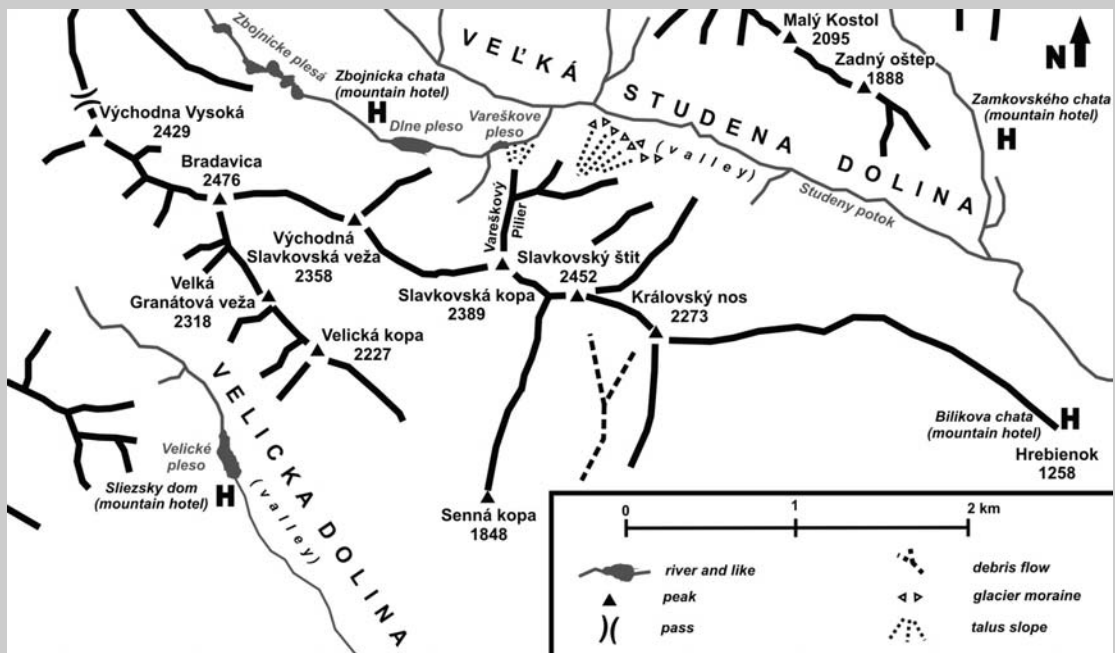 Malý Kostol
2095
Zadný oštep
1888
N
Zbojnicke plesá
Zbojnicka chata
(mountain hotel)
H
VEĽKÁ STUDENA DOLINA
(valley)
Zamkovského chata
(mountain hotel)
H
Východna Vysoká
2429
Dlne pleso
Vareškove
pleso
Bradavica
2476
Studeny potok
Vareškový
Pilier
Východná
Slavkovská veža
2358
Slavkovský štit
2452
Velká
Granátová veža
2318
Slavkovská kopa
2389
Královský nos
2273
Velická kopa
2227
VELICKA DOLINA
(valley)
Velické
pleso
Sliezsky dom
(mountain hotel)
H
Bilikova chata
(mountain hotel)
H
Hrebienok
1258
Senná kopa
1848
0 1 2 km
river and like
debris flow
peak
glacier moraine
pass
talus slope